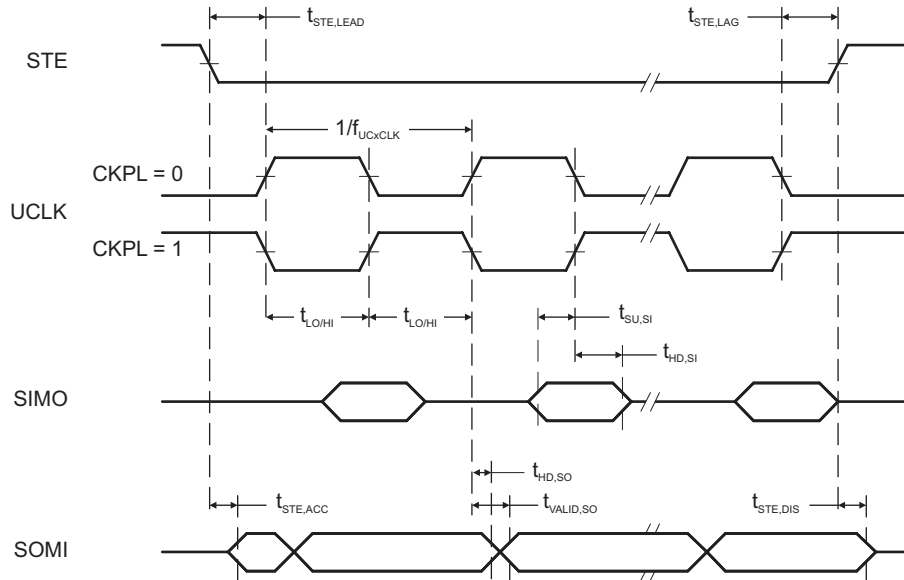 tSTE,LEAD
tSTE,LAG
STE
1/fUCxCLK
CKPL = 0
UCLK
CKPL = 1
tLO/HI
tLO/HI
tSU,SI
tHD,SI
SIMO
tHD,SO
tSTE,ACC
tVALID,SO
tSTE,DIS
SOMI